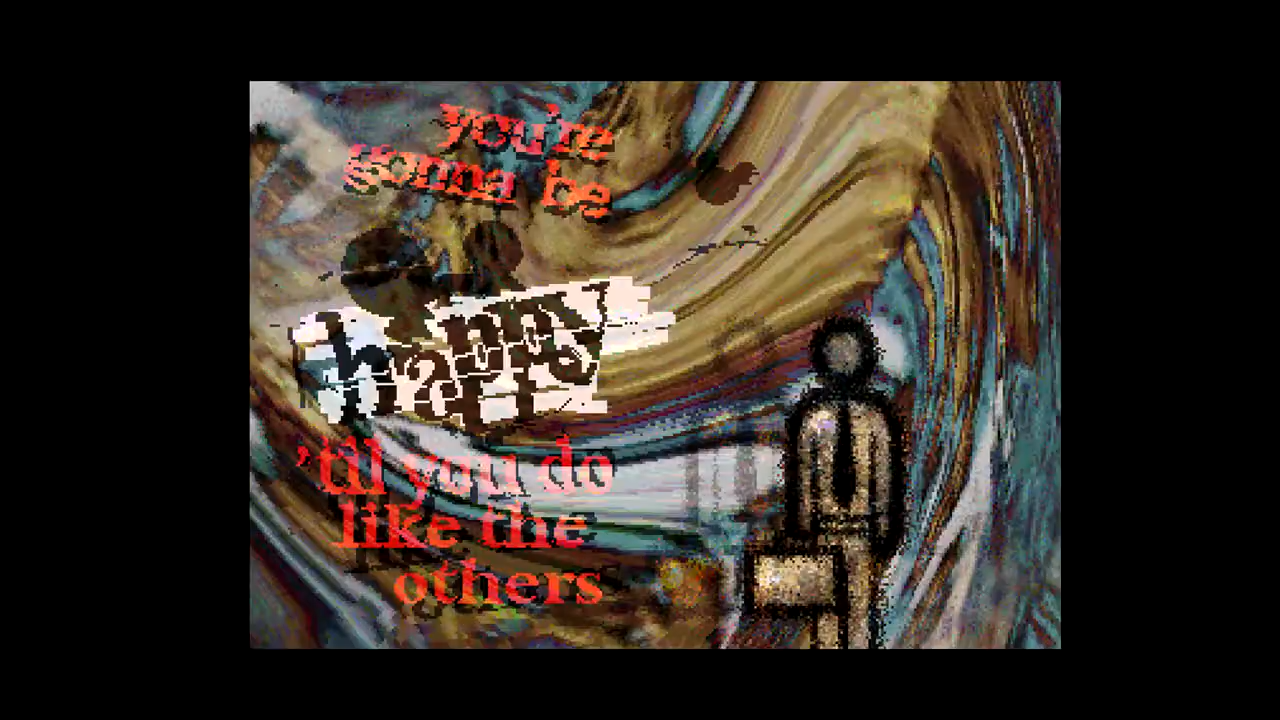 you're
gonna be
happy
'til you do
like the
others